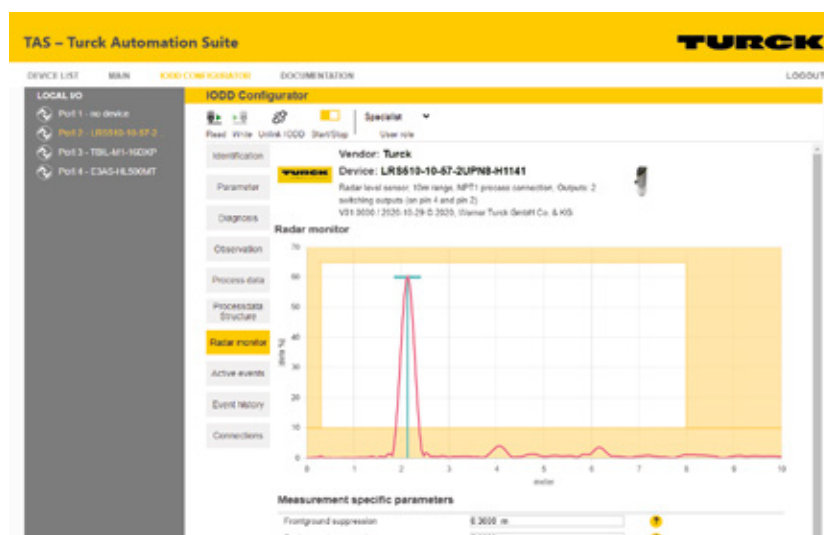 TAS – Turck Automation Suite
TURCK
DEVICE LIST MAIN IODD CONFIGURATOR DOCUMENTATION LOGOUT
LOCAL I/O
Port 1 - no device
Port 2 - LRS510-10-57-2 ...
Port 3 - TBIL-M1-16DXP
Port 4 -
IODD Configurator
Read Write Unlink IODD Start/Stop
Specialist
User role
Identification
Parameter
Diagnosis
Observation
Process data
Processdata
Structure
Radar monitor
Active events
Event history
Connections
TURCK
Vendor: Turck
Device: LRS510-10-57-2UPN8-H1141
Radar level sensor, 10m range, NPT1 process connection, Outputs: 2
switching outputs (on pin 4 and pin 2)
V01.0000 / 2020-10-29 © 2020, Werner Turck GmbH Co. & KG
Radar monitor
70
60
50
40
30
20
10
0
0 1 2 3 4 5 6 7 8 9 10
meter
Measurement specific parameters
Frontground suppression 0.3000 m